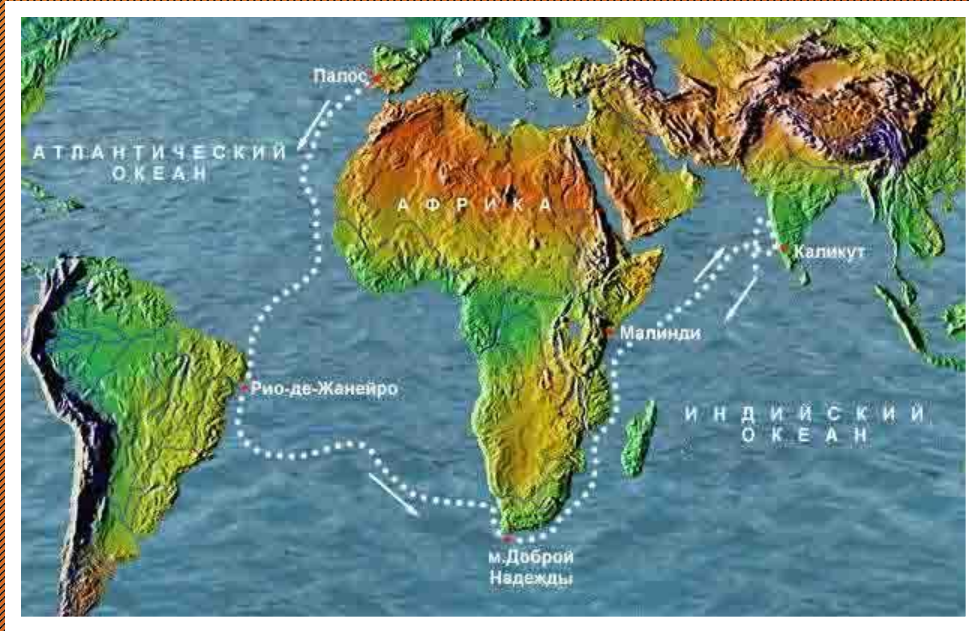 Палос
АТЛАНТИЧЕСКИЙ
ОКЕАН
АФРИКА
Каликут
Малинди
Рио-де-Жанейро
ИНДИЙСКИЙ
ОКЕАН
м.Доброй
Надежды